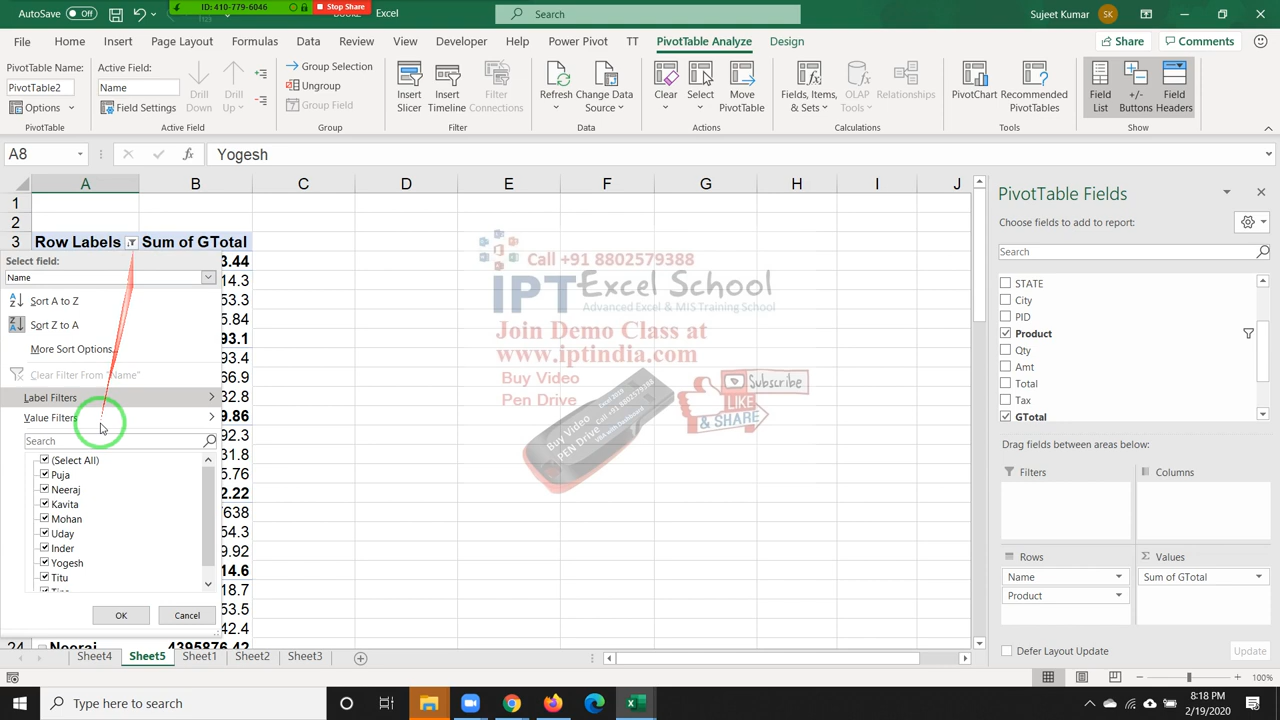 AutoSave Off
ID: 410-779-6046
Stop Share
Excel
Search
Sujeet Kumar
SK
File Home Insert Page Layout Formulas Data Review View Developer Help Power Pivot TT PivotTable Analyze Design
Share
Comments
PivotTable Name:
PivotTable2
Options
PivotTable
Active Field:
Name
Field Settings
Drill Down
Drill Up
Active Field
Group Selection
Ungroup
Group Field
Group
Insert Slicer
Insert Timeline
Filter Connections
Filter
Refresh
Change Data Source
Data
Clear
Select
Move PivotTable
Actions
Fields, Items, & Sets
OLAP Tools
Relationships
Calculations
PivotChart
Recommended PivotTables
Tools
Field List
+/- Buttons
Field Headers
Show
A8
fx
Yogesh
A B C D E F G H I J
1
2
3 Row Labels Sum of GTotal
Select field:
Name
Sort A to Z
Sort Z to A
More Sort Options...
Clear Filter From "Name"
Label Filters
Value Filters
Search
(Select All)
Puja
Neeraj
Kavita
Mohan
Uday
Inder
Yogesh
Titu
OK
Cancel
3.44
14.3
53.3
5.84
93.1
93.4
66.9
32.8
9.86
92.3
31.8
5.76
2.22
7638
54.3
9.92
14.6
18.7
53.5
42.4
24 Neeraj 4395876.42
Call +91 8802579388
IPT Excel School
Advanced Excel & MIS Training School
Join Demo Class at
www.iptindia.com
Buy Video
Pen Drive
Subscribe
LIKE
& SHARE
Buy Video
PEN Drive
Call +91 8802579388
PivotTable Fields
Choose fields to add to report:
Search
STATE
City
PID
Product
Qty
Amt
Total
Tax
GTotal
Drag fields between areas below:
Filters
Columns
Rows
Values
Name
Product
Sum of GTotal
Defer Layout Update
Update
Sheet4 Sheet5 Sheet1 Sheet2 Sheet3
100%
Type here to search
8:18 PM
2/19/2020